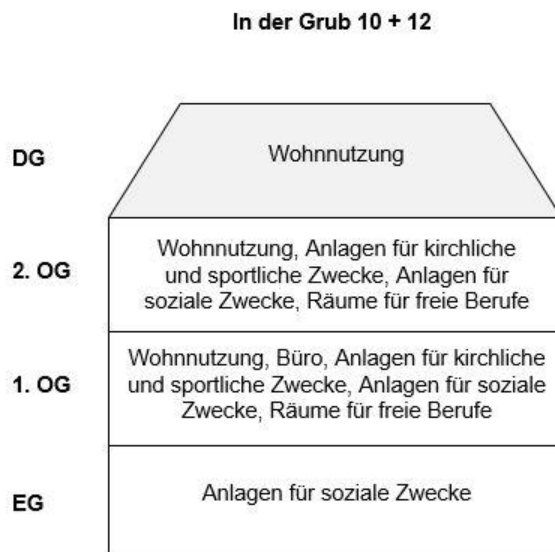 In der Grub 10 + 12
DG
Wohnnutzung
2. OG
Wohnnutzung, Anlagen für kirchliche
und sportliche Zwecke, Anlagen für
soziale Zwecke, Räume für freie Berufe
1. OG
Wohnnutzung, Büro, Anlagen für kirchliche
und sportliche Zwecke, Anlagen für soziale
Zwecke, Räume für freie Berufe
EG
Anlagen für soziale Zwecke